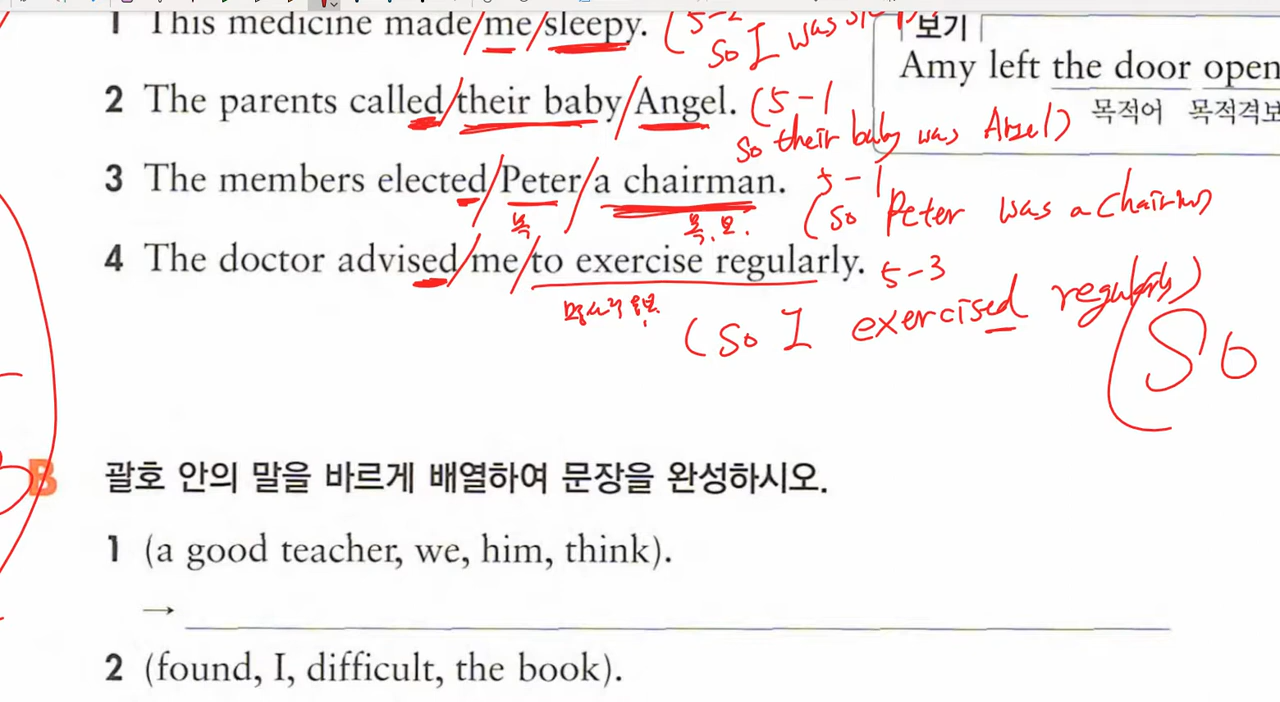 1 This medicine made/me/sleepy. (5-2
So I was
보기
Amy left the door open
목적어 목적격보
2 The parents called/their baby/Angel. (5-1
So their baby was Angel)
3 The members elected/Peter/a chairman. 5-1
(So Peter was a chairman
목 목.보.
4 The doctor advised/me/to exercise regularly. 5-3
(So I exercised regularly)
(So
B 괄호 안의 말을 바르게 배열하여 문장을 완성하시오.
1 (a good teacher, we, him, think).
→
2 (found, I, difficult, the book).